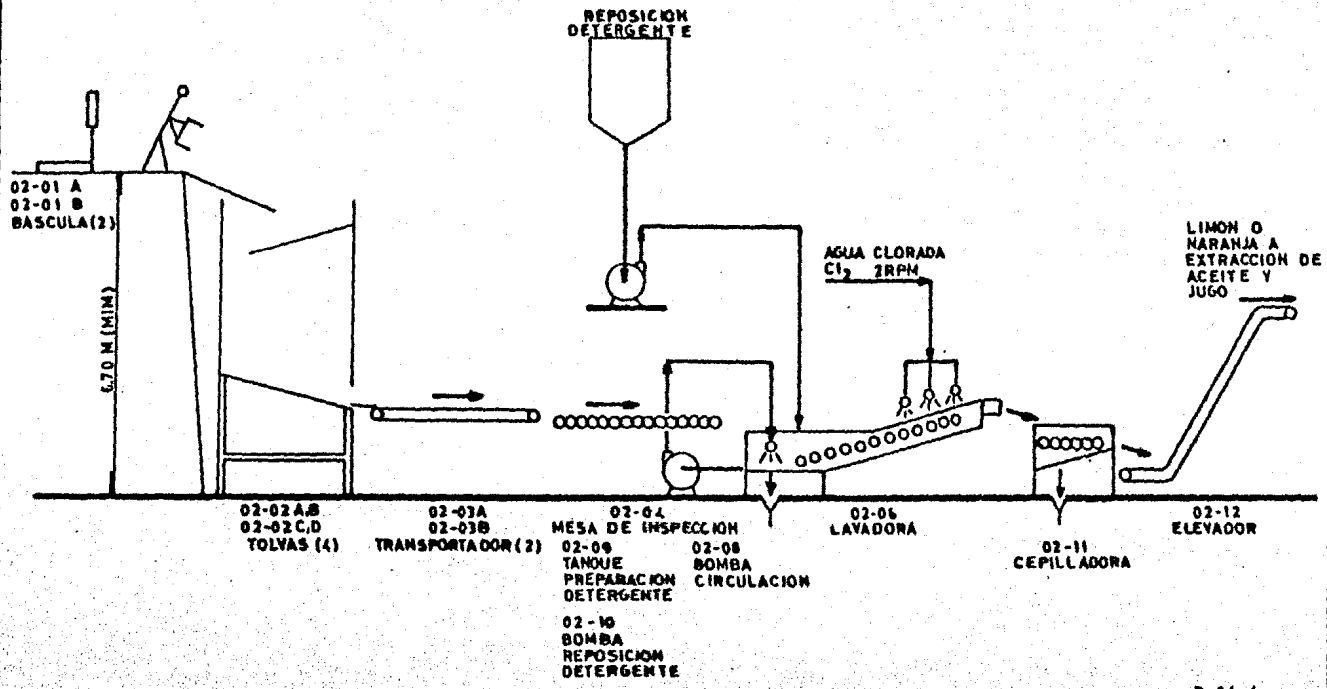 REPOSICION
DETERGENTE
02-01 A
02-01 B
BASCULA (2)
6.70 M (MIM)
AGUA CLORADA
Cl2 2RPM
LIMON O
NARANJA A
EXTRACCION DE
ACEITE Y
JUGO
02-02 A,B
02-02 C,D
TOLVAS (4)
02-03A
02-03B
TRANSPORTADOR (2)
02-04
MESA DE INSPECCION
02-09
TANQUE
PREPARACION
DETERGENTE
02-08
BOMBA
CIRCULACION
02-10
BOMBA
REPOSICION
DETERGENTE
02-06
LAVADORA
02-11
CEPILLADORA
02-12
ELEVADOR